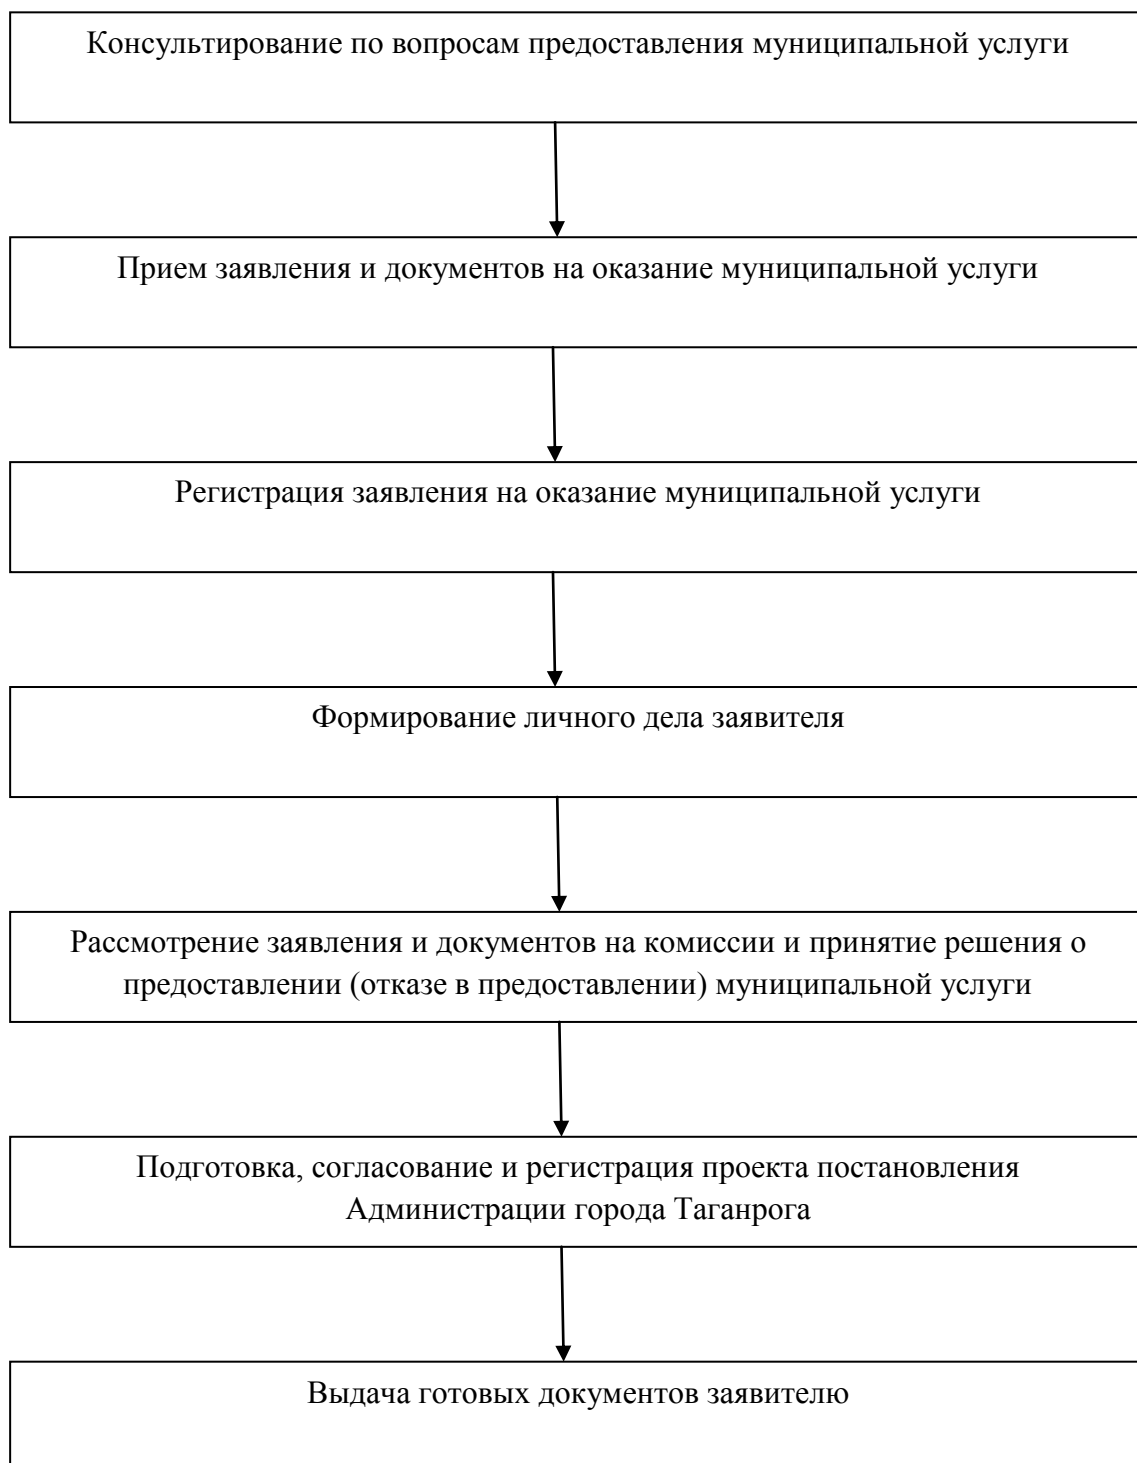 Консультирование по вопросам предоставления муниципальной услуги
Прием заявления и документов на оказание муниципальной услуги
Регистрация заявления на оказание муниципальной услуги
Формирование личного дела заявителя
Рассмотрение заявления и документов на комиссии и принятие решения о
предоставлении (отказе в предоставлении) муниципальной услуги
Подготовка, согласование и регистрация проекта постановления
Администрации города Таганрога
Выдача готовых документов заявителю